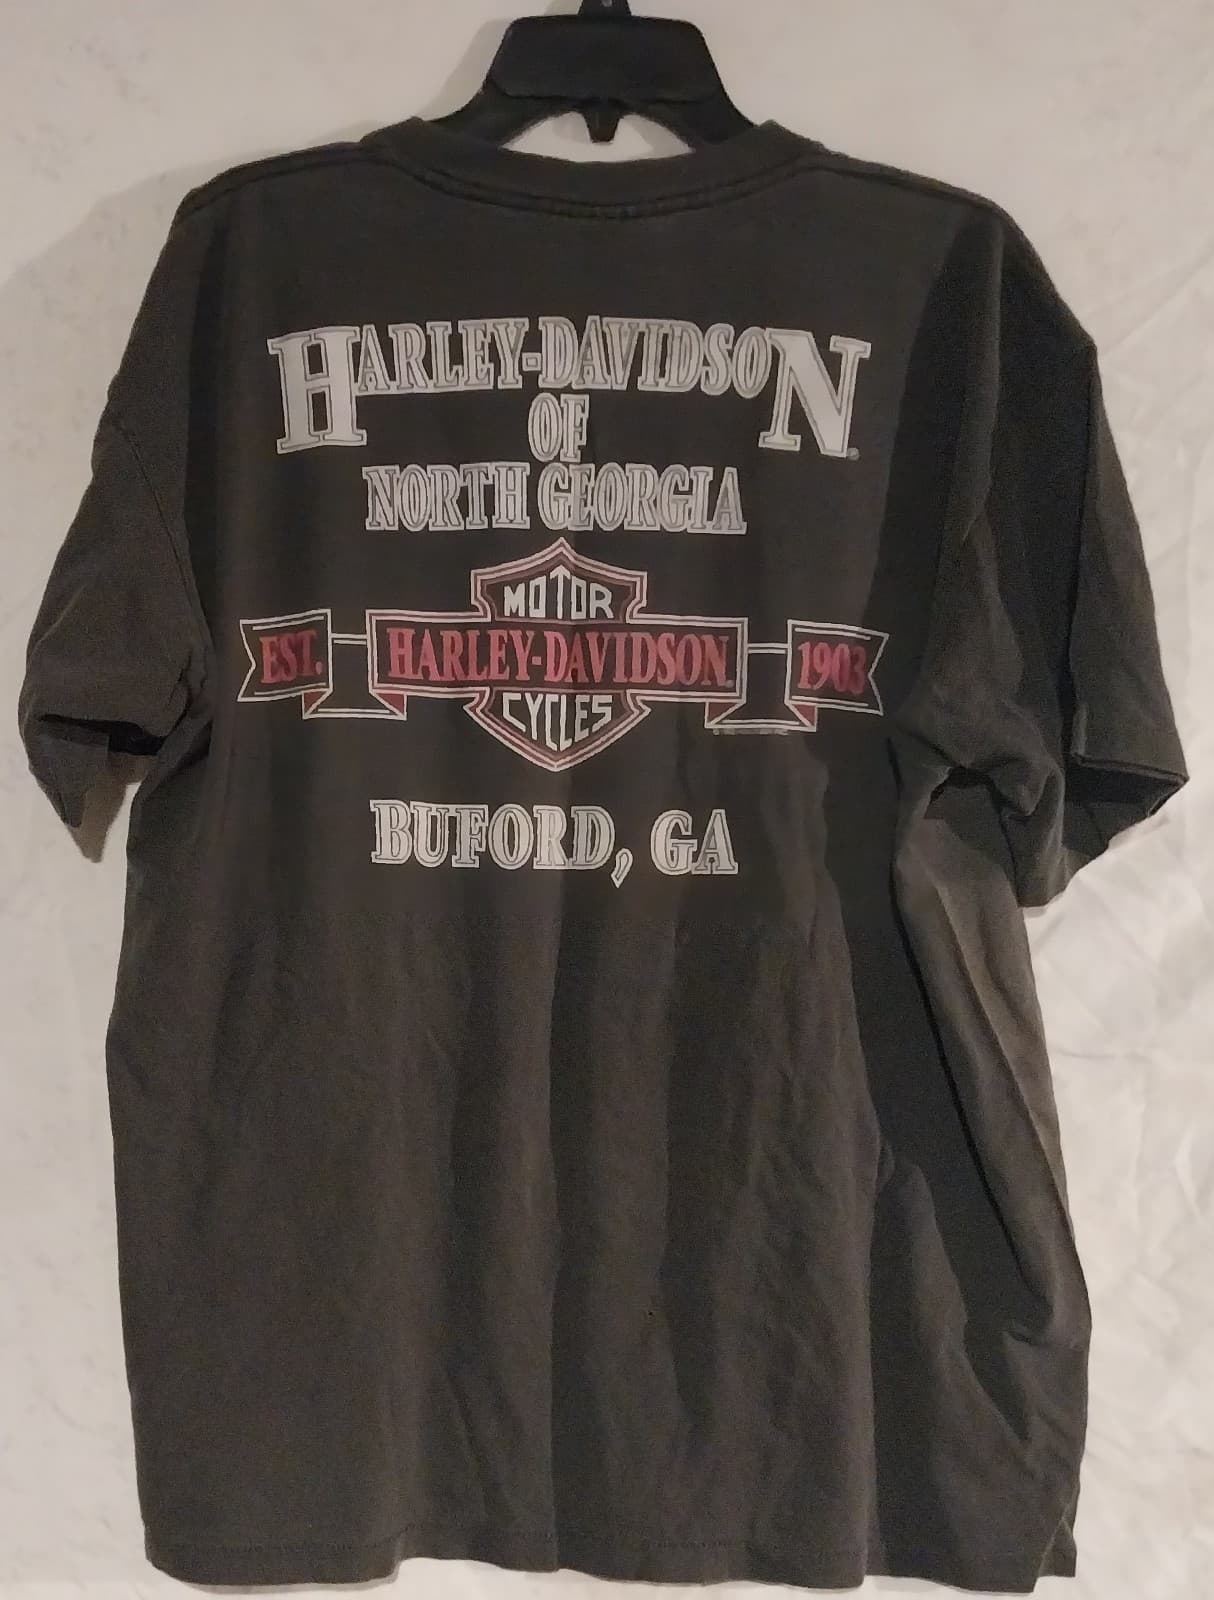 HARLEY-DAVIDSON
OF
NORTH GEORGIA
MOTOR
EST. HARLEY-DAVIDSON 1903
CYCLES
BUFORD, GA